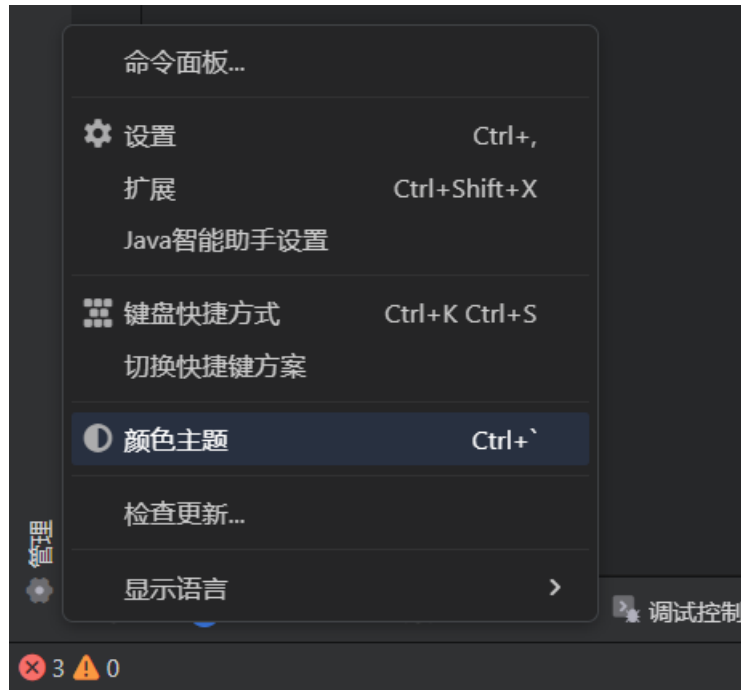 命令面板...
设置 Ctrl+,
扩展 Ctrl+Shift+X
Java智能助手设置
键盘快捷方式 Ctrl+K Ctrl+S
切换快捷键方案
颜色主题 Ctrl+`
检查更新...
显示语言
管理
调试控制
3 0